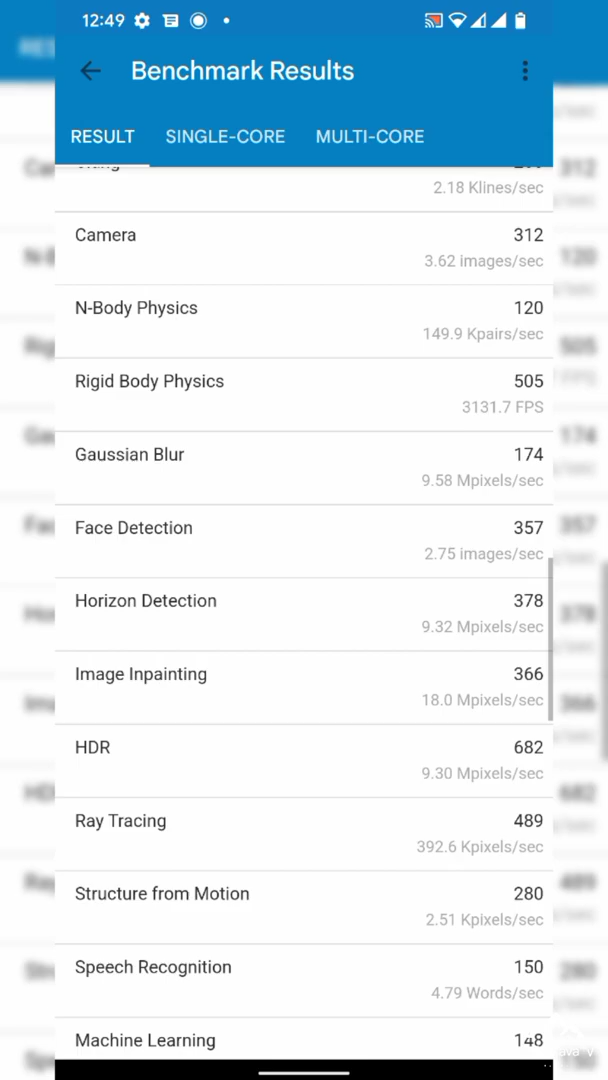 12:49
Benchmark Results
RESULT SINGLE-CORE MULTI-CORE
2.18 Klines/sec
Camera 312
3.62 images/sec
N-Body Physics 120
149.9 Kpairs/sec
Rigid Body Physics 505
3131.7 FPS
Gaussian Blur 174
9.58 Mpixels/sec
Face Detection 357
2.75 images/sec
Horizon Detection 378
9.32 Mpixels/sec
Image Inpainting 366
18.0 Mpixels/sec
HDR 682
9.30 Mpixels/sec
Ray Tracing 489
392.6 Kpixels/sec
Structure from Motion 280
2.51 Kpixels/sec
Speech Recognition 150
4.79 Words/sec
Machine Learning 148